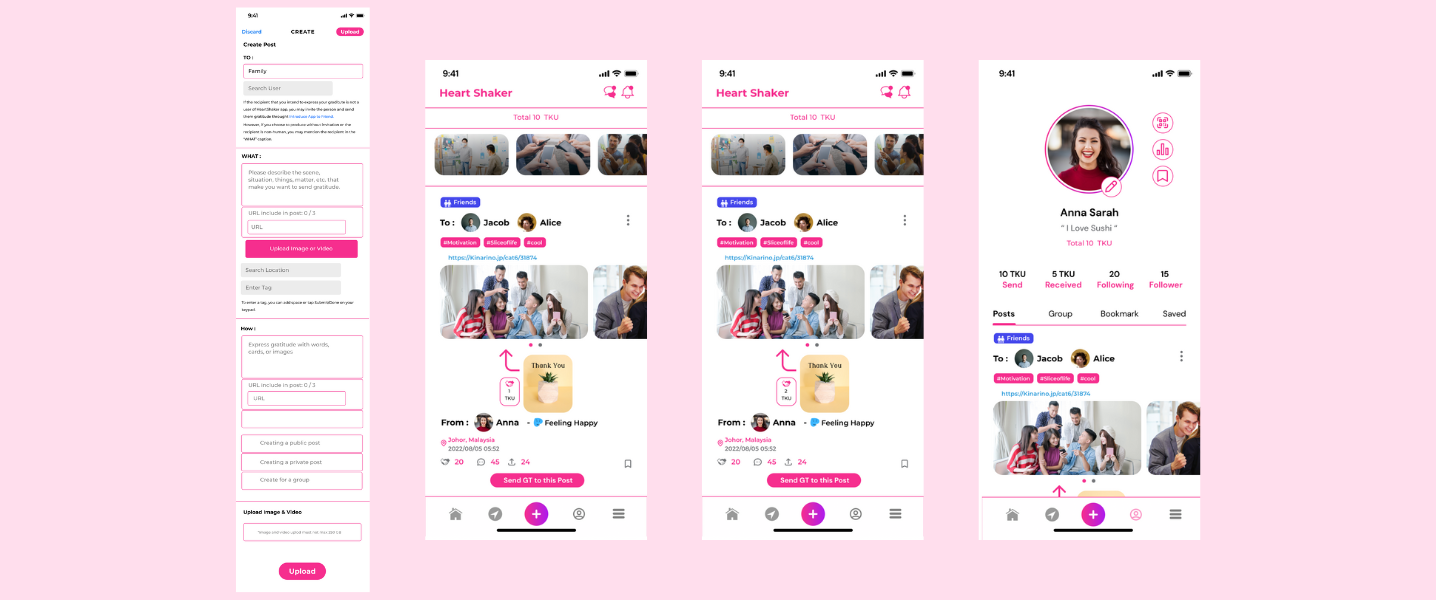 9:41
Discard CREATE Upload
Create Post
TO :
Family
Search User
If the recipient that you intend to express your gratitute is not a
user of HeartShaker app, you may invite the person and send
them gratitude throught Introduce App to Friend.
However, if you choose to produce without limitation or the
recipient is non-human, you may mention the recipient in the
"WHAT" caption.
WHAT :
Please describe the scene,
situation, things, matter, etc. that
make you want to send gratitude.
URL include in post: 0 / 3
URL
Upload Image or Video
Search Location
Enter Tag
To enter a tag, you can add space or tap Submit/Done on your
keypad
How :
Express gratitude with words,
cards, or images
URL include in post: 0 / 3
URL
Creating a public post
Creating a private post
Create for a group
Upload Image & Video
Upload
9:41
Heart Shaker
Total 10 TKU
Friends
To : Jacob Alice
#Motivation #Sliceoflife #cool
https://Kinarino.jp/cat6/31874
Thank You
1
TKU
From : Anna - Feeling Happy
Johor, Malaysia
2022/08/05 05:52
20 45 24
Send GT to this Post
9:41
Heart Shaker
Total 10 TKU
Friends
To : Jacob Alice
#Motivation #Sliceoflife #cool
https://Kinarino.jp/cat6/31874
Thank You
2
TKU
From : Anna - Feeling Happy
Johor, Malaysia
2022/08/05 05:52
20 45 24
Send GT to this Post
9:41
Anna Sarah
" I Love Sushi "
Total 10 TKU
10 TKU 5 TKU 20 15
Send Received Following Follower
Posts Group Bookmark Saved
Friends
To : Jacob Alice
#Motivation #Sliceoflife #cool
https://Kinarino.jp/cat6/31874